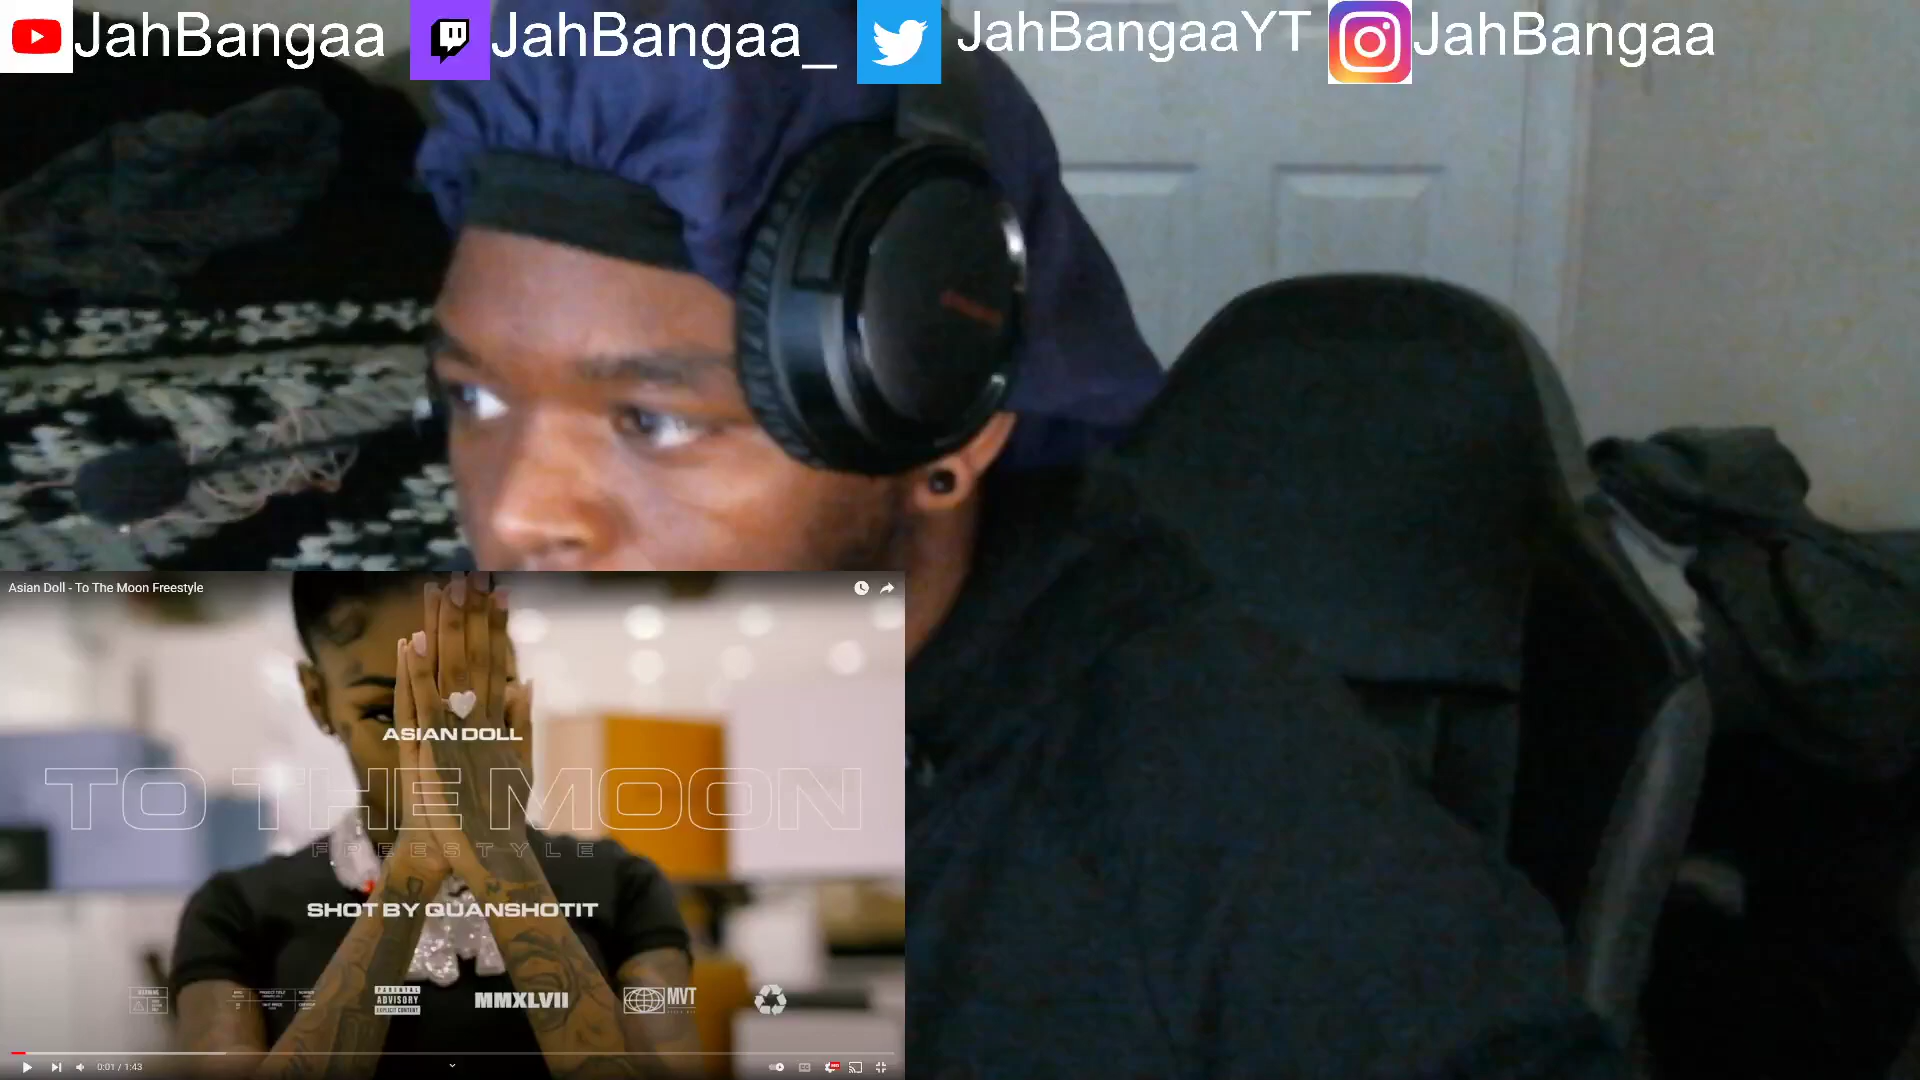 JahBangaa
JahBangaa_
JahBangaaYT
JahBangaa
Asian Doll - To The Moon Freestyle
ASIAN DOLL
TO THE MOON
FREESTYLE
SHOT BY QUANSHOTIT
PARENTAL
ADVISORY
EXPLICIT CONTENT
MMXLVII
MVT
0:01 / 1:43